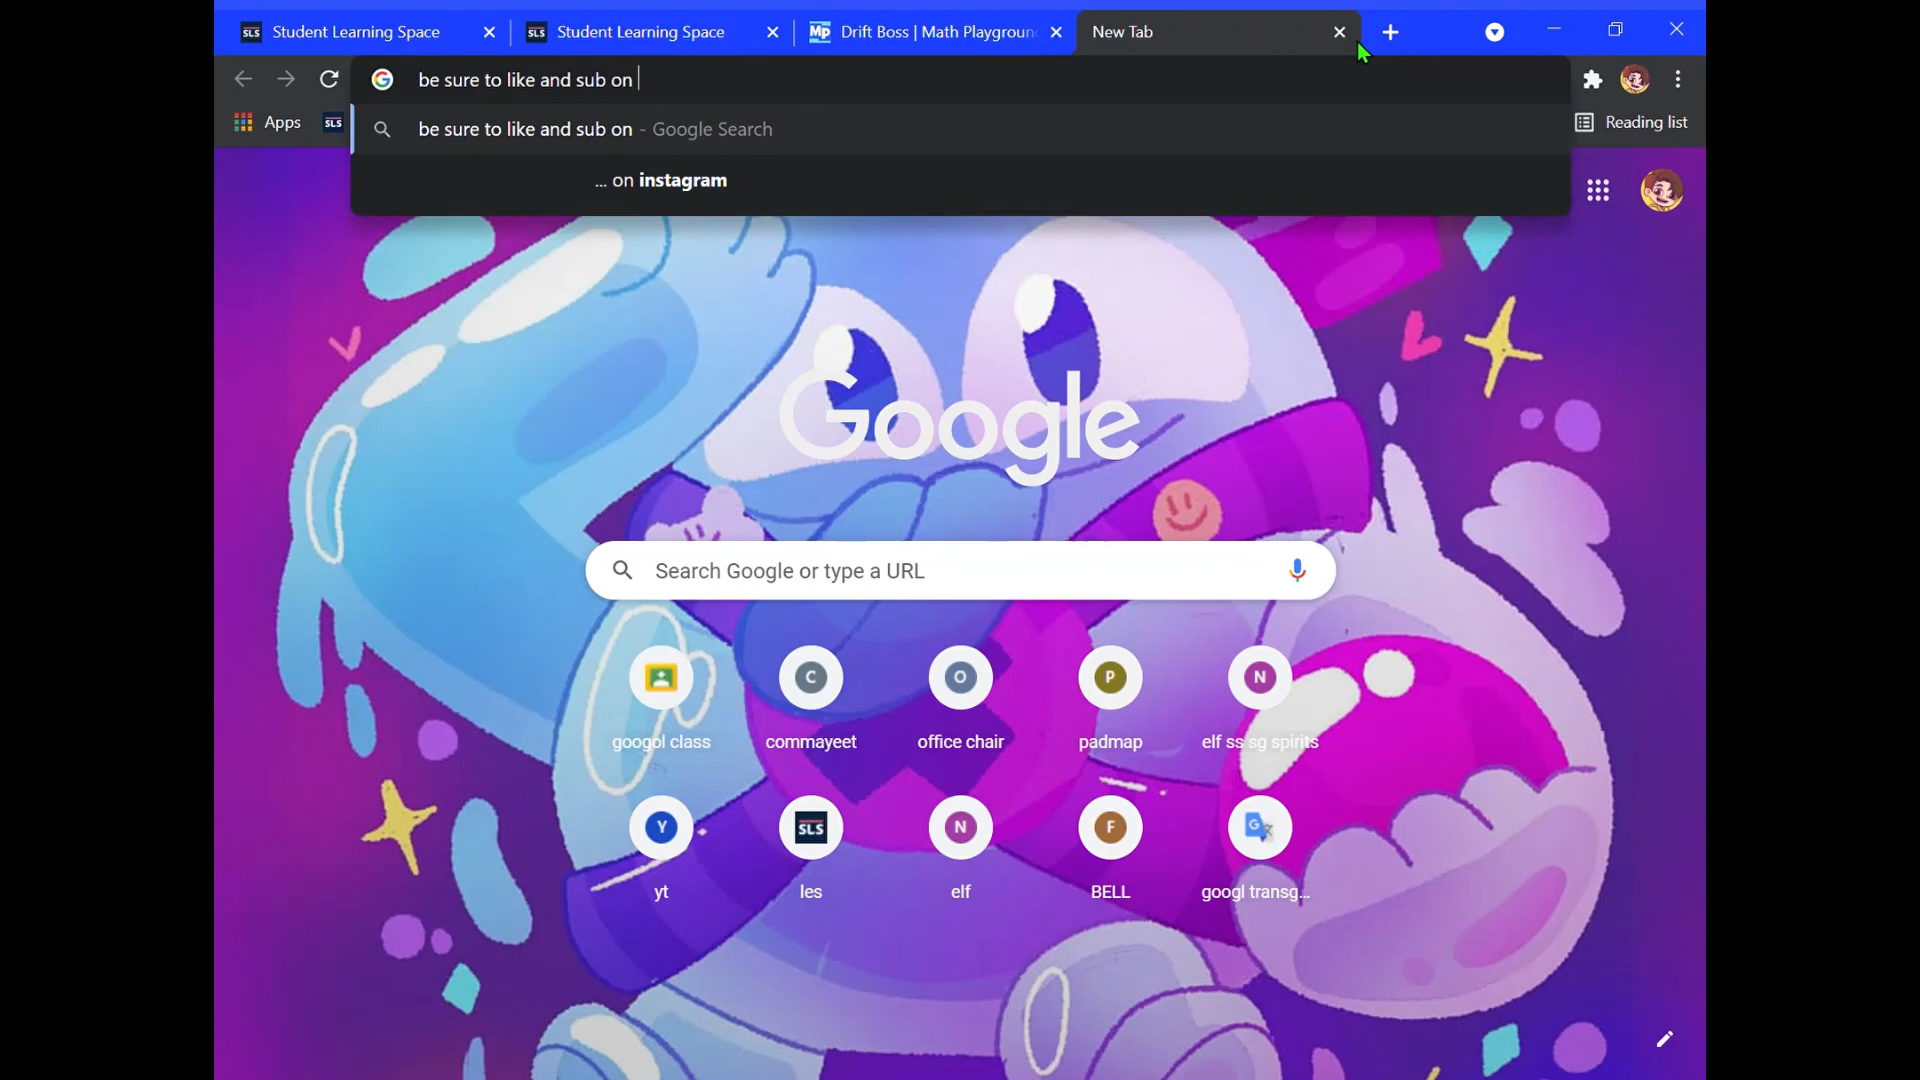 SLS Student Learning Space
SLS Student Learning Space
Mp Drift Boss | Math Playgroun
New Tab
be sure to like and sub on
Apps
SLS
be sure to like and sub on - Google Search
Reading list
... on instagram
Google
Search Google or type a URL
C
O
P
N
googol class
commayeet
office chair
padmap
elf ss sg spirits
Y
SLS
N
F
G
yt
les
elf
BELL
googl transg...